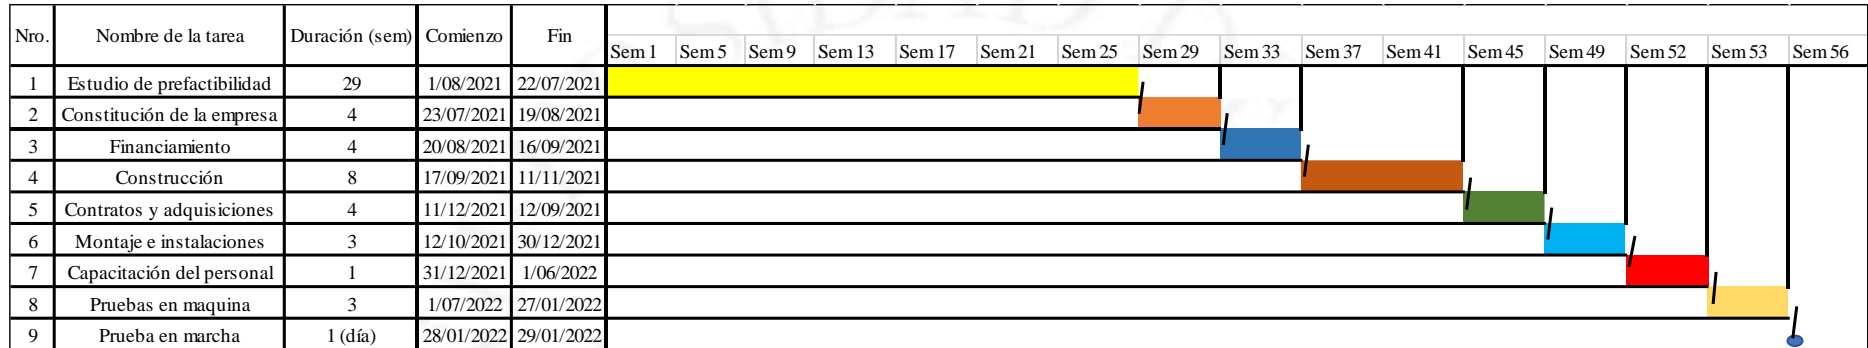 Nro. Nombre de la tarea Duración (sem) Comienzo Fin Sem 1 Sem 5 Sem 9 Sem 13 Sem 17 Sem 21 Sem 25 Sem 29 Sem 33 Sem 37 Sem 41 Sem 45 Sem 49 Sem 52 Sem 53 Sem 56
1 Estudio de prefactibilidad 29 1/08/2021 22/07/2021
2 Constitución de la empresa 4 23/07/2021 19/08/2021
3 Financiamiento 4 20/08/2021 16/09/2021
4 Construcción 8 17/09/2021 11/11/2021
5 Contratos y adquisiciones 4 11/12/2021 12/09/2021
6 Montaje e instalaciones 3 12/10/2021 30/12/2021
7 Capacitación del personal 1 31/12/2021 1/06/2022
8 Pruebas en maquina 3 1/07/2022 27/01/2022
9 Prueba en marcha 1 (día) 28/01/2022 29/01/2022